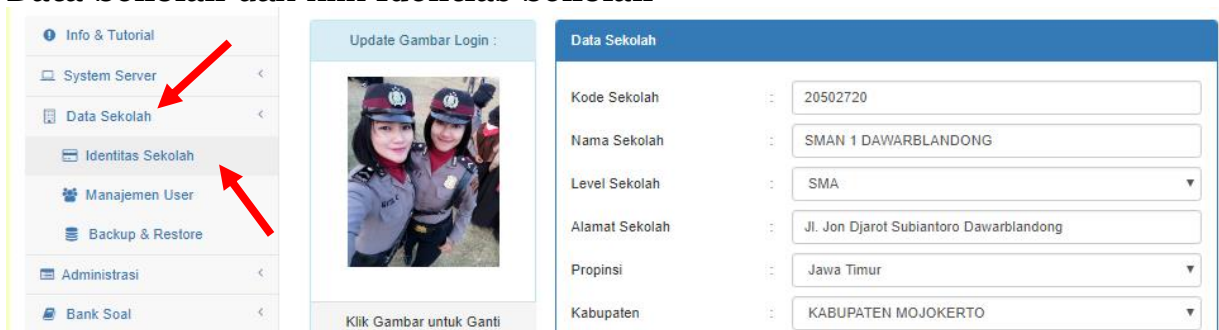 Info & Tutorial
System Server
Data Sekolah
Identitas Sekolah
Manajemen User
Backup & Restore
Administrasi
Bank Soal
Update Gambar Login :
Klik Gambar untuk Ganti
Data Sekolah
Kode Sekolah : 20502720
Nama Sekolah : SMAN 1 DAWARBLANDONG
Level Sekolah : SMA
Alamat Sekolah : Jl. Jon Djarot Subiantoro Dawarblandong
Propinsi : Jawa Timur
Kabupaten : KABUPATEN MOJOKERTO